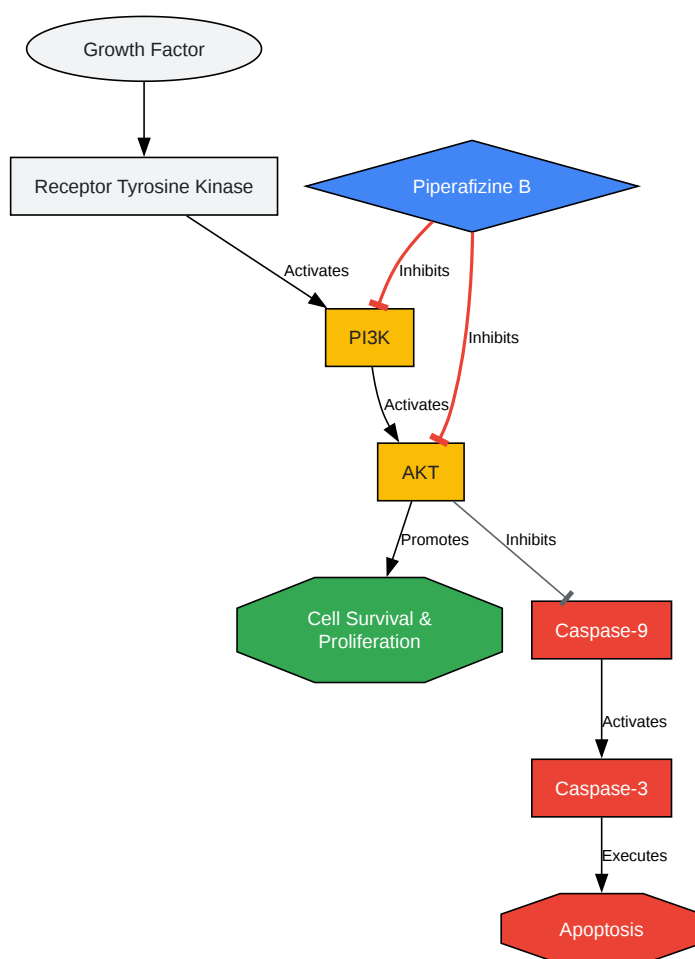 Growth Factor
Receptor Tyrosine Kinase
Piperafizine B
Activates
Inhibits
PI3K
Inhibits
Activates
AKT
Promotes
Inhibits
Cell Survival &
Proliferation
Caspase-9
Activates
Caspase-3
Executes
Apoptosis